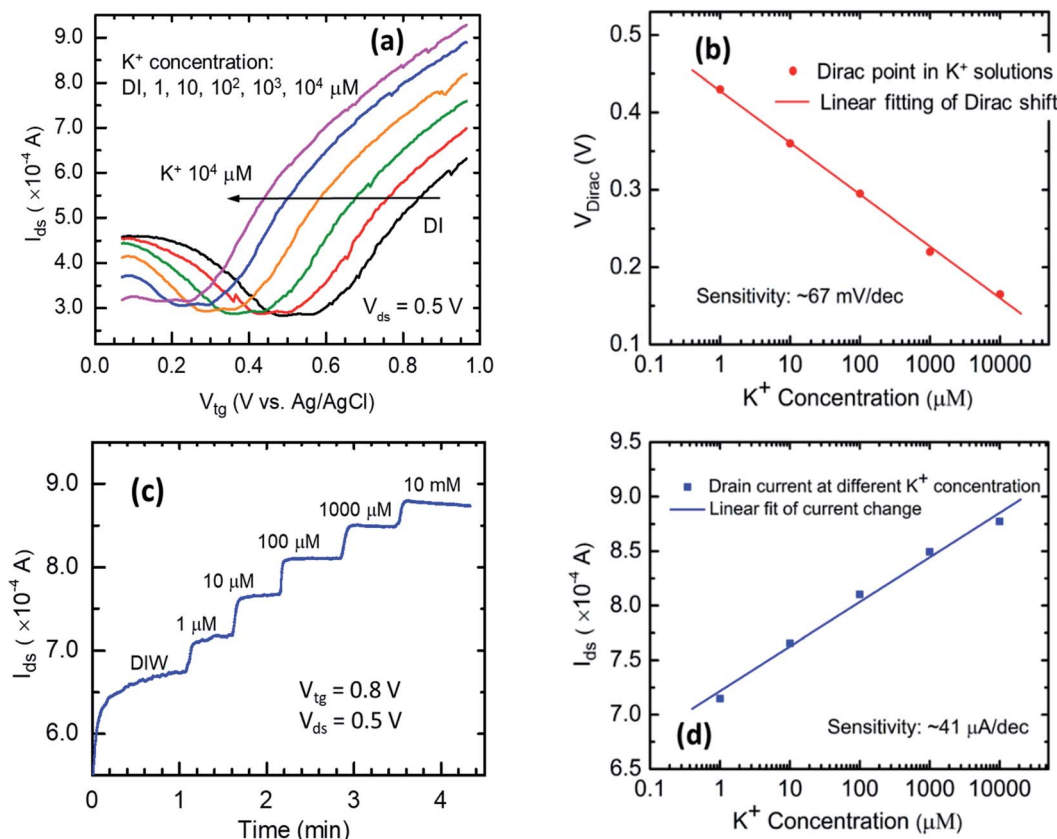 (a)
K⁺ concentration:
DI, 1, 10, 10², 10³, 10⁴ μM
K⁺ 10⁴ μM
DI
V_ds = 0.5 V
I_ds ( ×10⁻⁴ A)
9.0
8.0
7.0
6.0
5.0
4.0
3.0
0.0 0.2 0.4 0.6 0.8 1.0
V_tg (V vs. Ag/AgCl)
(b)
Dirac point in K⁺ solutions
Linear fitting of Dirac shift
Sensitivity: ~67 mV/dec
V_Dirac (V)
0.5
0.4
0.3
0.2
0.1
0.1 1 10 100 1000 10000
K⁺ Concentration (μM)
(c)
10 mM
1000 μM
100 μM
10 μM
1 μM
DIW
V_tg = 0.8 V
V_ds = 0.5 V
I_ds ( ×10⁻⁴ A)
9.0
8.0
7.0
6.0
0 1 2 3 4
Time (min)
Drain current at different K⁺ concentration
Linear fit of current change
(d)
Sensitivity: ~41 μA/dec
I_ds ( ×10⁻⁴ A)
9.5
9.0
8.5
8.0
7.5
7.0
6.5
0.1 1 10 100 1000 10000
K⁺ Concentration (μM)